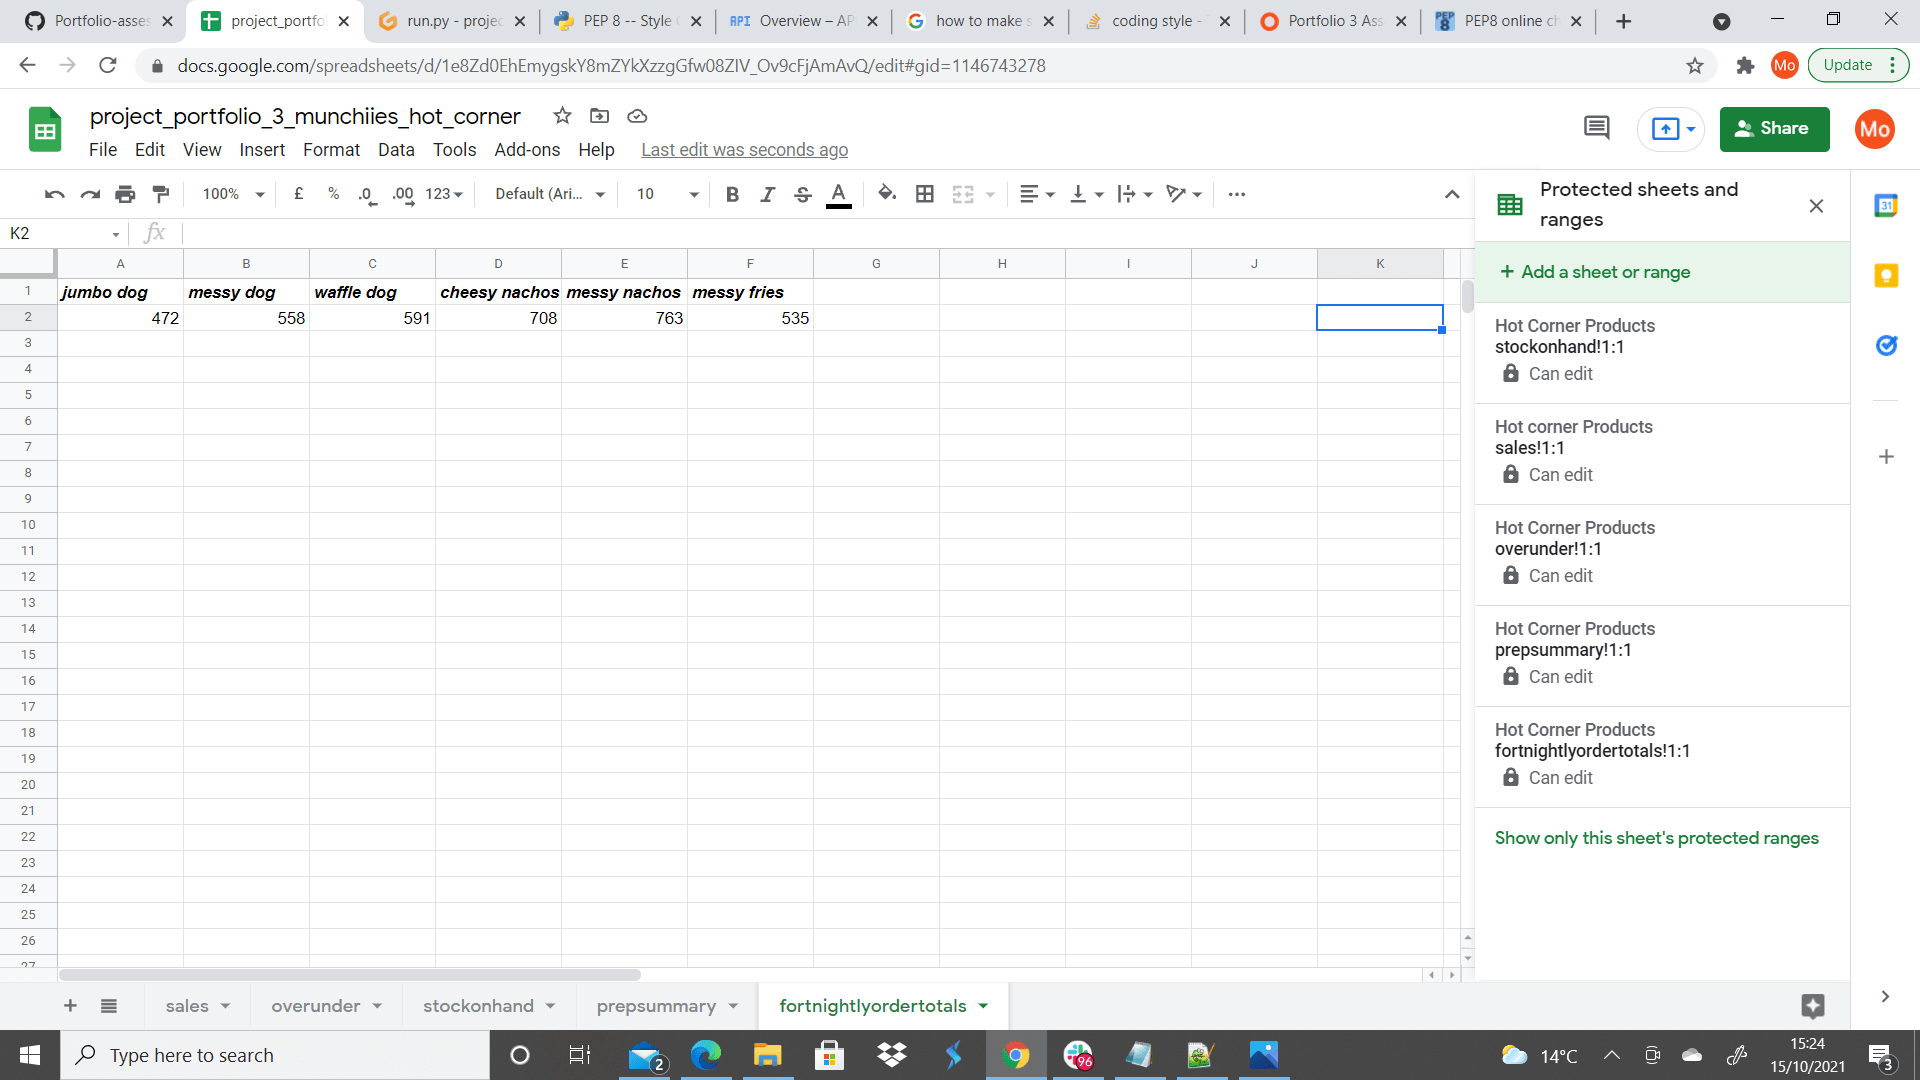 Portfolio-asses
project_portfo
run.py - projec
PEP 8 -- Style
API Overview – AP
how to make s
coding style -
Portfolio 3 Ass
PEP8 online ch
docs.google.com/spreadsheets/d/1e8Zd0EhEmygskY8mZYkXzzgGfw08ZIV_Ov9cFjAmAvQ/edit#gid=1146743278
Mo
Update
project_portfolio_3_munchiies_hot_corner
Share
Mo
File Edit View Insert Format Data Tools Add-ons Help Last edit was seconds ago
100% £ % .0 .00 123 Default (Ari... 10 B I S A
K2 fx
A B C D E F G H I J K
1 jumbo dog messy dog waffle dog cheesy nachos messy nachos messy fries
2 472 558 591 708 763 535
3
4
5
6
7
8
9
10
11
12
13
14
15
16
17
18
19
20
21
22
23
24
25
26
27
Protected sheets and
ranges
+ Add a sheet or range
Hot Corner Products
stockonhand!1:1
Can edit
Hot corner Products
sales!1:1
Can edit
Hot Corner Products
overunder!1:1
Can edit
Hot Corner Products
prepsummary!1:1
Can edit
Hot Corner Products
fortnightlyordertotals!1:1
Can edit
Show only this sheet's protected ranges
31
sales overunder stockonhand prepsummary fortnightlyordertotals
Type here to search
2
96
14°C
15:24
15/10/2021
3